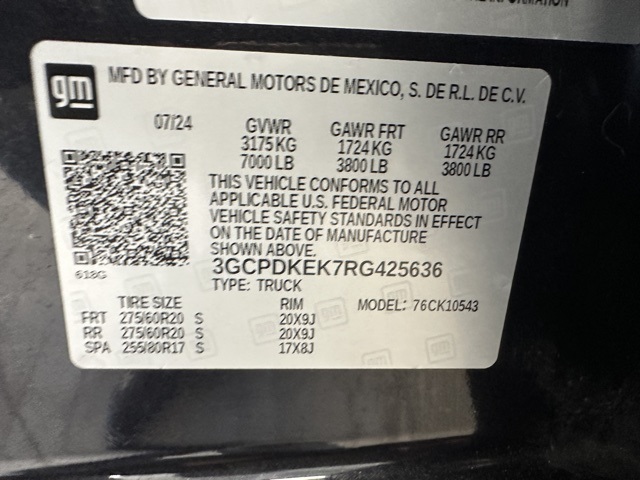 INFORMATION
gm
MFD BY GENERAL MOTORS DE MEXICO, S. DE R.L. DE C.V.
07/24 GVWR GAWR FRT GAWR RR
3175 KG 1724 KG 1724 KG
7000 LB 3800 LB 3800 LB
THIS VEHICLE CONFORMS TO ALL
APPLICABLE U.S. FEDERAL MOTOR
VEHICLE SAFETY STANDARDS IN EFFECT
ON THE DATE OF MANUFACTURE
SHOWN ABOVE.
618G 3GCPDKEK7RG425636
TYPE: TRUCK
TIRE SIZE RIM MODEL: 76CK10543
FRT 275/60R20 S 20X9J
RR 275/60R20 S 20X9J
SPA 255/80R17 S 17X8J